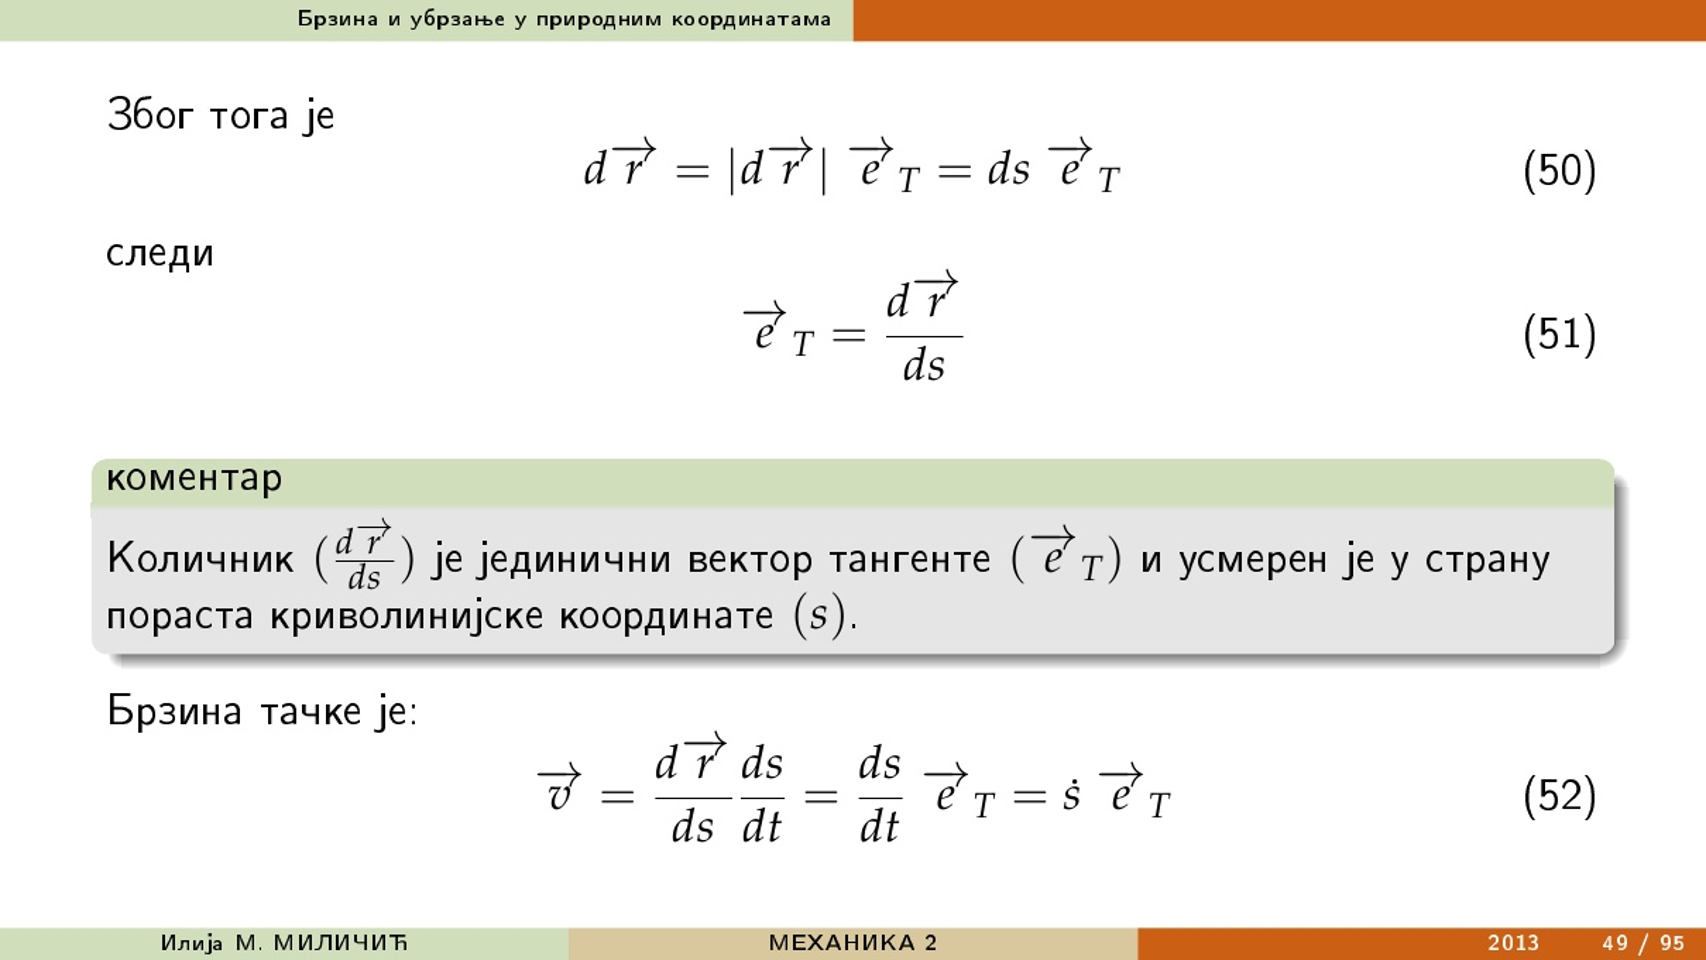 Брзина и убрзање у природним координатама
Због тога је
$d\overrightarrow{r} = |d\overrightarrow{r}| \overrightarrow{e}_T = ds \overrightarrow{e}_T$ (50)
следи
$\overrightarrow{e}_T = \frac{d\overrightarrow{r}}{ds}$ (51)
коментар
Количник $(\frac{d\overrightarrow{r}}{ds})$ је јединични вектор тангенте $(\overrightarrow{e}_T)$ и усмерен је у страну
пораста криволинијске координате $(s)$.
Брзина тачке је:
$\overrightarrow{v} = \frac{d\overrightarrow{r}}{ds}\frac{ds}{dt} = \frac{ds}{dt} \overrightarrow{e}_T = \dot{s} \overrightarrow{e}_T$ (52)
Илија М. МИЛИЧИЋ МЕХАНИКА 2 2013 49 / 95